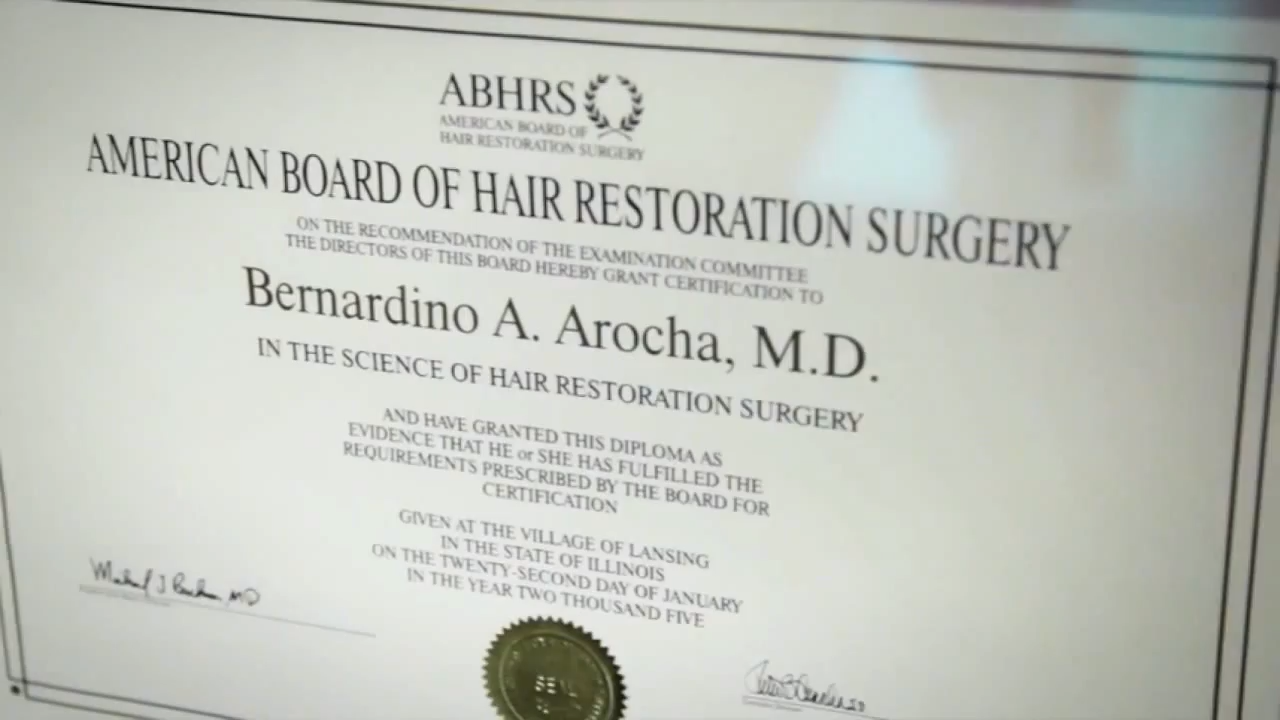 ABHRS
AMERICAN BOARD OF
HAIR RESTORATION SURGERY
AMERICAN BOARD OF HAIR RESTORATION SURGERY
ON THE RECOMMENDATION OF THE EXAMINATION COMMITTEE
THE DIRECTORS OF THIS BOARD HEREBY GRANT CERTIFICATION TO
Bernardino A. Arocha, M.D.
IN THE SCIENCE OF HAIR RESTORATION SURGERY
AND HAVE GRANTED THIS DIPLOMA AS
EVIDENCE THAT HE or SHE HAS FULFILLED THE
REQUIREMENTS PRESCRIBED BY THE BOARD FOR
CERTIFICATION
GIVEN AT THE VILLAGE OF LANSING
IN THE STATE OF ILLINOIS
ON THE TWENTY-SECOND DAY OF JANUARY
IN THE YEAR TWO THOUSAND FIVE
MD
SEAL